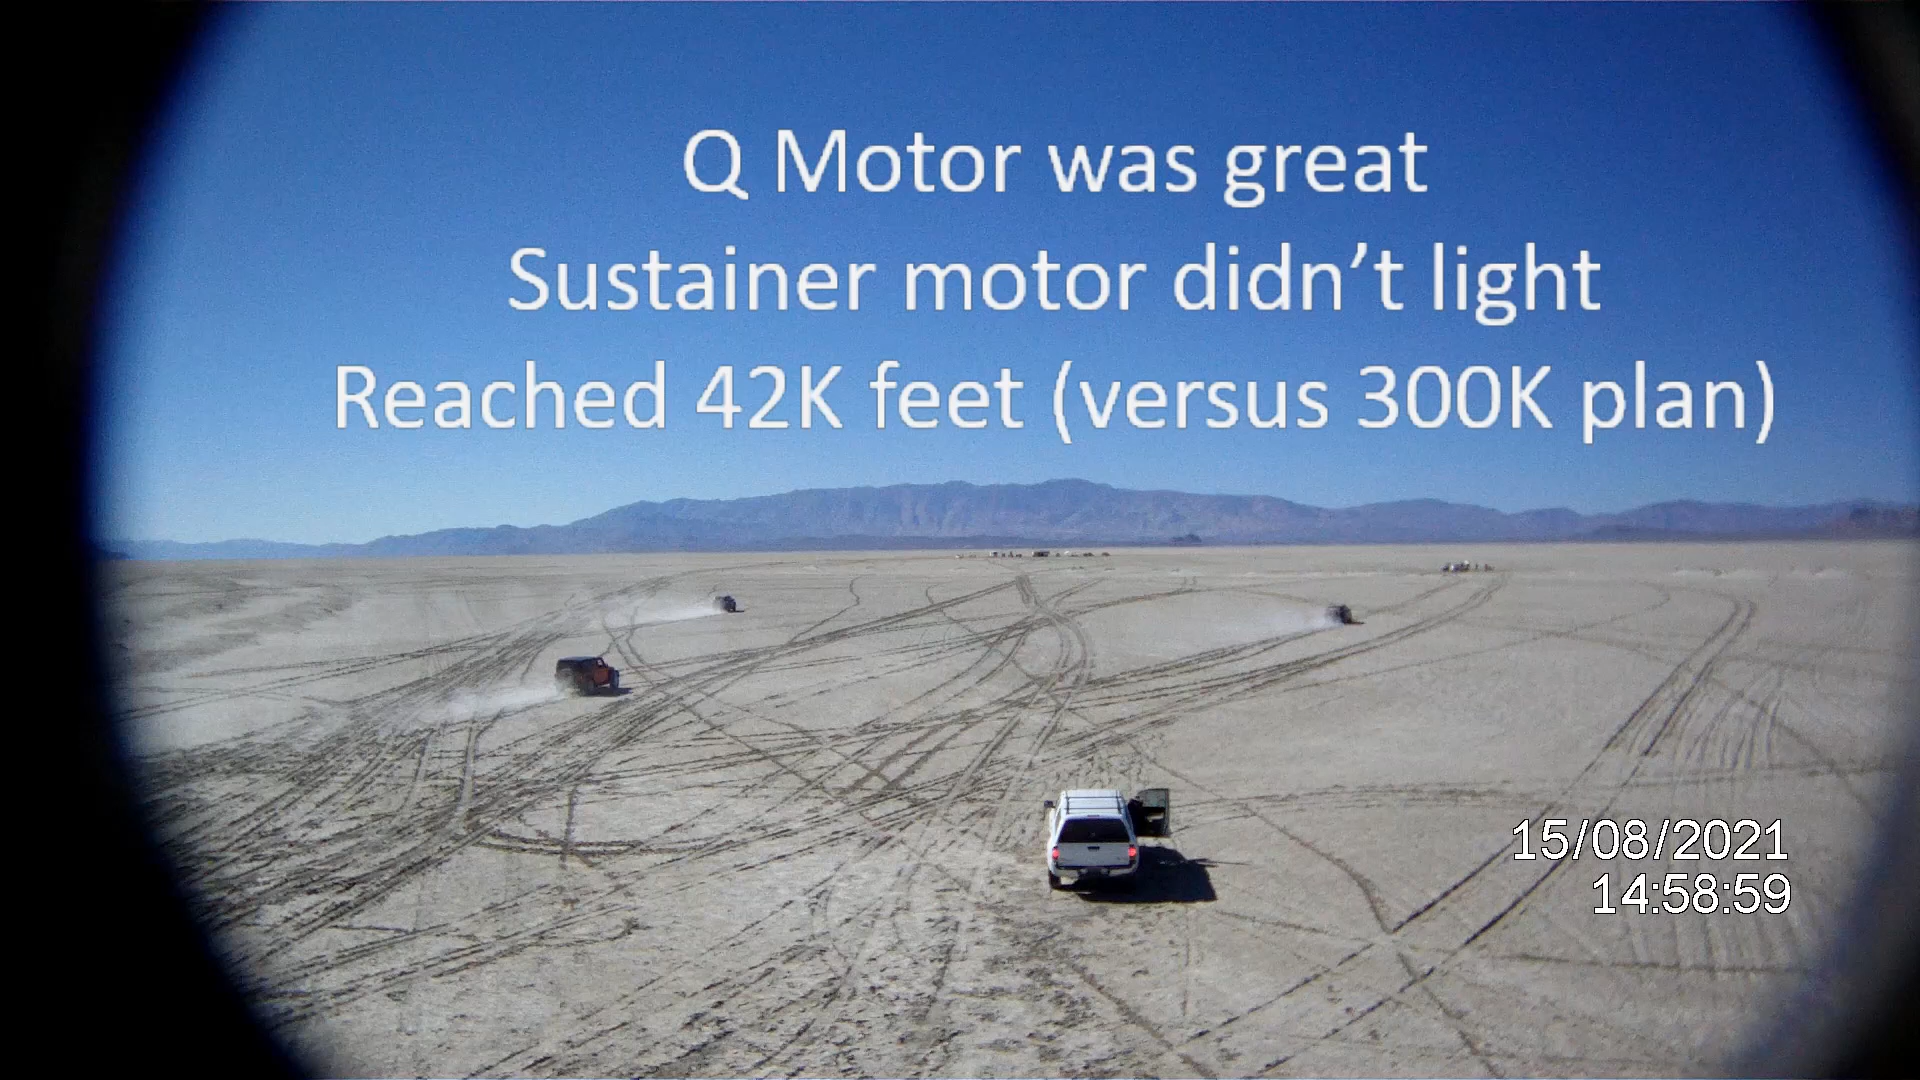 Q Motor was great
Sustainer motor didn’t light
Reached 42K feet (versus 300K plan)
15/08/2021
14:58:59